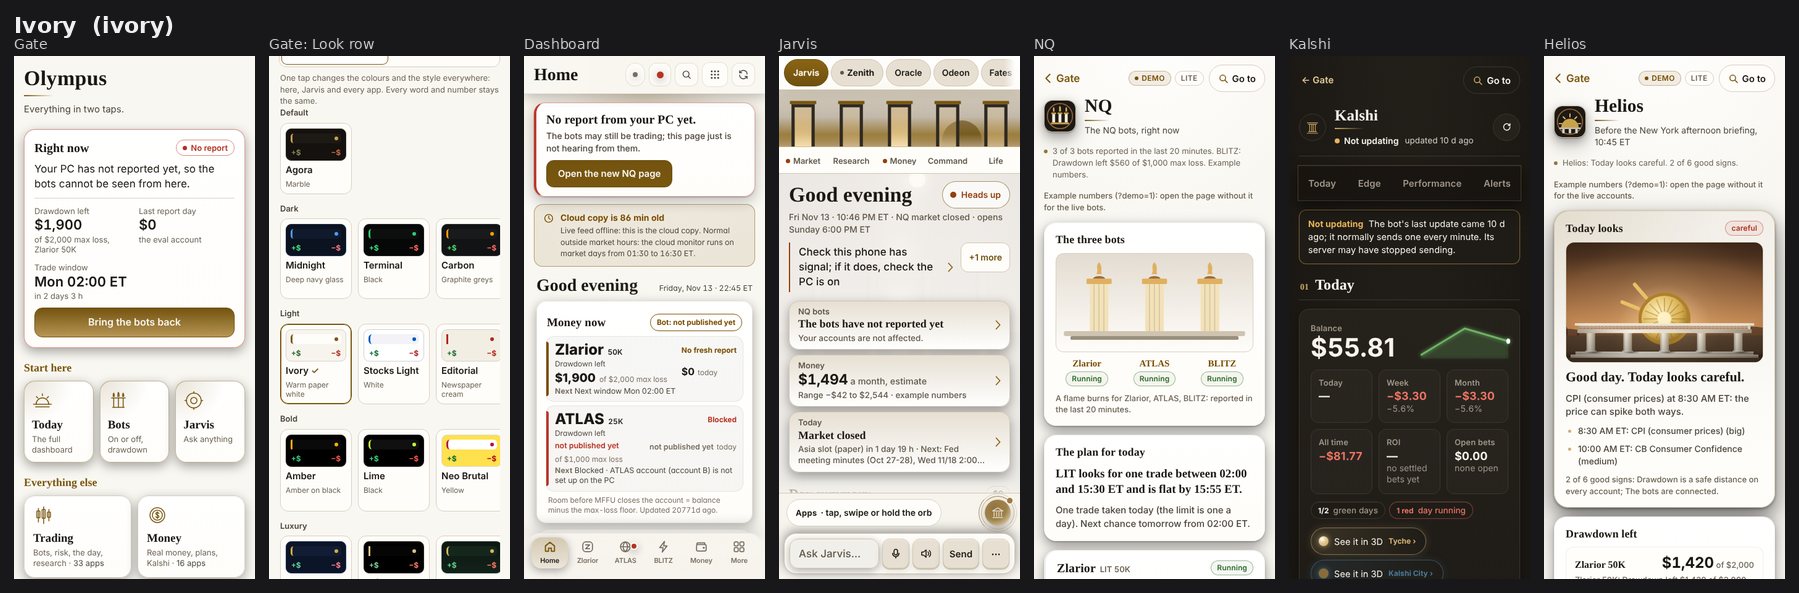 Ivory (ivory)
Gate
Olympus
Everything in two taps.
Right now
No report
Your PC has not reported yet, so the
bots cannot be seen from here.
Drawdown left
Last report day
$1,900
$0
of $2,000 max loss,
the eval account
Zlarior 50K
Trade window
Mon 02:00 ET
in 2 days 3 h
Bring the bots back
Start here
Today
The full
dashboard
Bots
On or off,
drawdown
Jarvis
Ask anything
Everything else
Trading
Bots, risk, the day,
research · 33 apps
Money
Real money, plans,
Kalshi · 16 apps
Gate: Look row
One tap changes the colours and the style everywhere:
here, Jarvis and every app. Every word and number stays
the same.
Default
Agora
Marble
Dark
+$ −$
+$ −$
+$ −$
Midnight
Deep navy glass
Terminal
Black
Carbon
Graphite greys
Light
+$ −$
+$ −$
+$ −$
Ivory ✓
Warm paper
white
Stocks Light
White
Editorial
Newspaper
cream
Bold
+$ −$
+$ −$
+$ −$
Amber
Amber on black
Lime
Black
Neo Brutal
Yellow
Luxury
+$ −$
+$ −$
+$ −$
Dashboard
Home
No report from your PC yet.
The bots may still be trading; this page just is
not hearing from them.
Open the new NQ page
Cloud copy is 86 min old
Live feed offline: this is the cloud copy. Normal
outside market hours: the cloud monitor runs on
market days from 01:30 to 16:30 ET.
Good evening
Friday, Nov 13 · 22:45 ET
Money now
Bot: not published yet
Zlarior 50K
No fresh report
Drawdown left
$1,900 of $2,000 max loss
$0 today
Next Next window Mon 02:00 ET
ATLAS 25K
Blocked
Drawdown left
not published yet
not published yet today
of $1,000 max loss
Next Blocked · ATLAS account (account B) is not
set up on the PC
Room before MFFU closes the account = balance
minus the max-loss floor. Updated 20771d ago.
Home
Zlarior
ATLAS
BLITZ
Money
More
Jarvis
Jarvis
Zenith
Oracle
Odeon
Fates
Market
Research
Money
Command
Life
Good evening
Heads up
Fri Nov 13 · 10:46 PM ET · NQ market closed · opens
Sunday 6:00 PM ET
Check this phone has
signal; if it does, check the
PC is on
+1 more
NQ bots
The bots have not reported yet
Your accounts are not affected.
Money
$1,494 a month, estimate
Range −$42 to $2,544 · example numbers
Today
Market closed
Asia slot (paper) in 1 day 19 h · Next: Fed
meeting minutes (Oct 27-28), Wed 11/18 2:00...
Apps · tap, swipe or hold the orb
Ask Jarvis...
Send
NQ
Gate
DEMO
LITE
Go to
NQ
The NQ bots, right now
3 of 3 bots reported in the last 20 minutes. BLITZ:
Drawdown left $560 of $1,000 max loss. Example
numbers.
Example numbers (?demo=1): open the page without it
for the live bots.
The three bots
Zlarior
ATLAS
BLITZ
Running
Running
Running
A flame burns for Zlarior, ATLAS, BLITZ: reported in
the last 20 minutes.
The plan for today
LIT looks for one trade between 02:00
and 15:30 ET and is flat by 15:55 ET.
One trade taken today (the limit is one a
day). Next chance tomorrow from 02:00 ET.
Zlarior LIT 50K
Running
Kalshi
← Gate
Go to
Kalshi
Not updating updated 10 d ago
Today
Edge
Performance
Alerts
Not updating The bot's last update came 10 d
ago; it normally sends one every minute. Its
server may have stopped sending.
01 Today
Balance
$55.81
Today
—
Week
−$3.30
−5.6%
Month
−$3.30
−5.6%
All time
−$81.77
ROI
—
no settled
bets yet
Open bets
$0.00
none open
1/2 green days
1 red day running
See it in 3D Tyche ›
See it in 3D Kalshi City ›
Helios
Gate
DEMO
LITE
Go to
Helios
Before the New York afternoon briefing,
10:45 ET
Helios: Today looks careful. 2 of 6 good signs.
Example numbers (?demo=1): open the page without it
for the live accounts.
Today looks
careful
Good day. Today looks careful.
CPI (consumer prices) at 8:30 AM ET: the
price can spike both ways.
8:30 AM ET: CPI (consumer prices) (big)
10:00 AM ET: CB Consumer Confidence
(medium)
2 of 6 good signs: Drawdown is a safe distance on
every account; The bots are connected.
Drawdown left
Zlarior 50K
$1,420 of $2,000